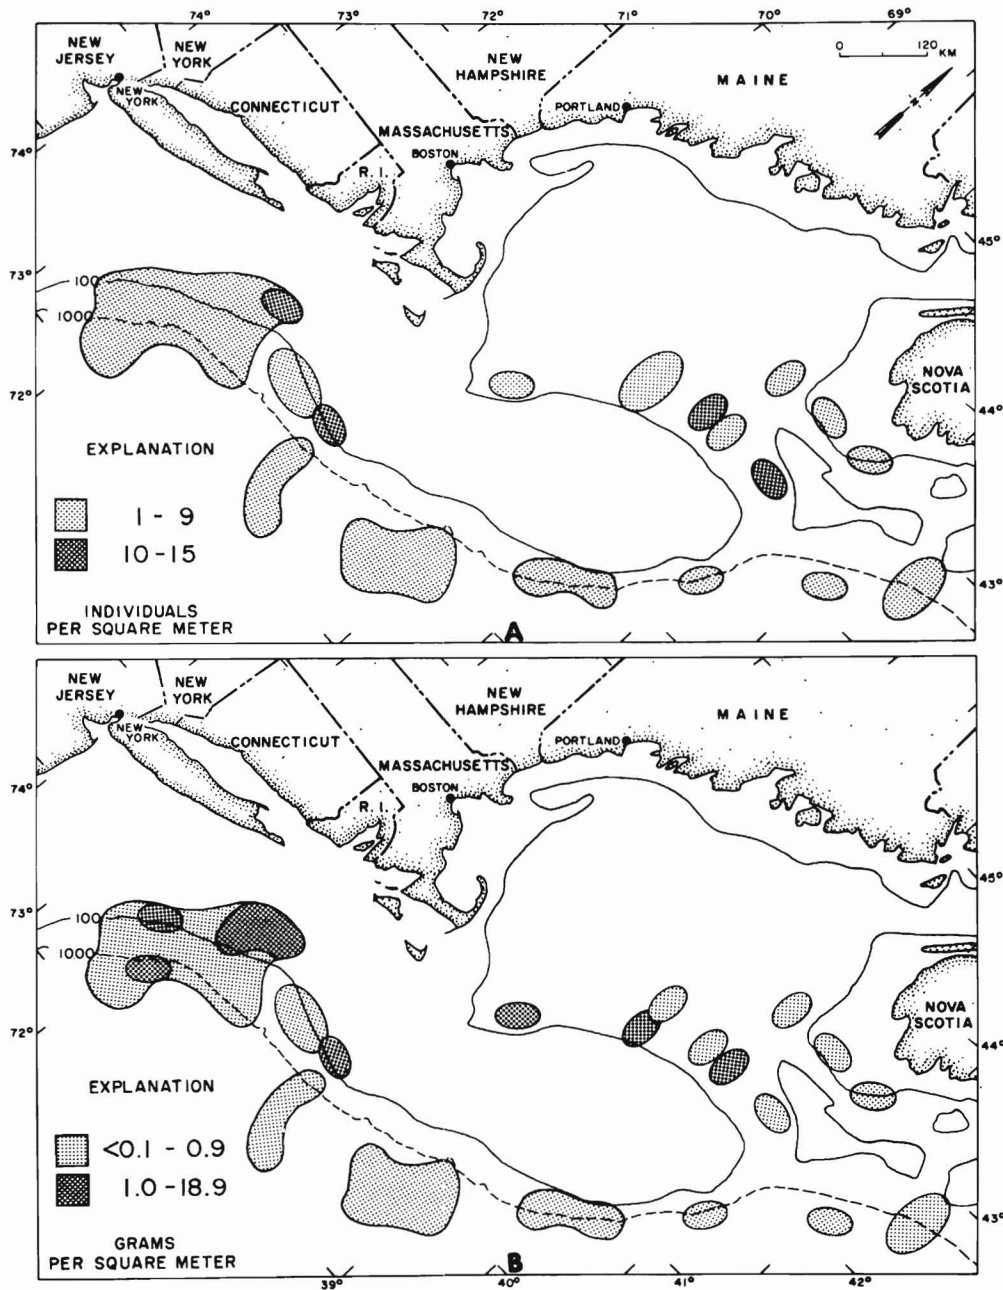 74° 73° 72° 71° 70° 69°
NEW
JERSEY
NEW
YORK
NEW
YORK
CONNECTICUT
NEW
HAMPSHIRE
MAINE
0 120 KM
PORTLAND
MASSACHUSETTS
BOSTON
R. I.
74°
45°
73°
100
1000
72°
NOVA
SCOTIA
44°
EXPLANATION
1 - 9
10 - 15
43°
INDIVIDUALS
PER SQUARE METER
A
NEW
JERSEY
NEW
YORK
NEW
YORK
CONNECTICUT
NEW
HAMPSHIRE
MAINE
PORTLAND
MASSACHUSETTS
BOSTON
R. I.
74°
45°
73°
100
1000
72°
NOVA
SCOTIA
44°
EXPLANATION
<0.1 - 0.9
1.0 - 18.9
43°
GRAMS
PER SQUARE METER
B
39° 40° 41° 42°